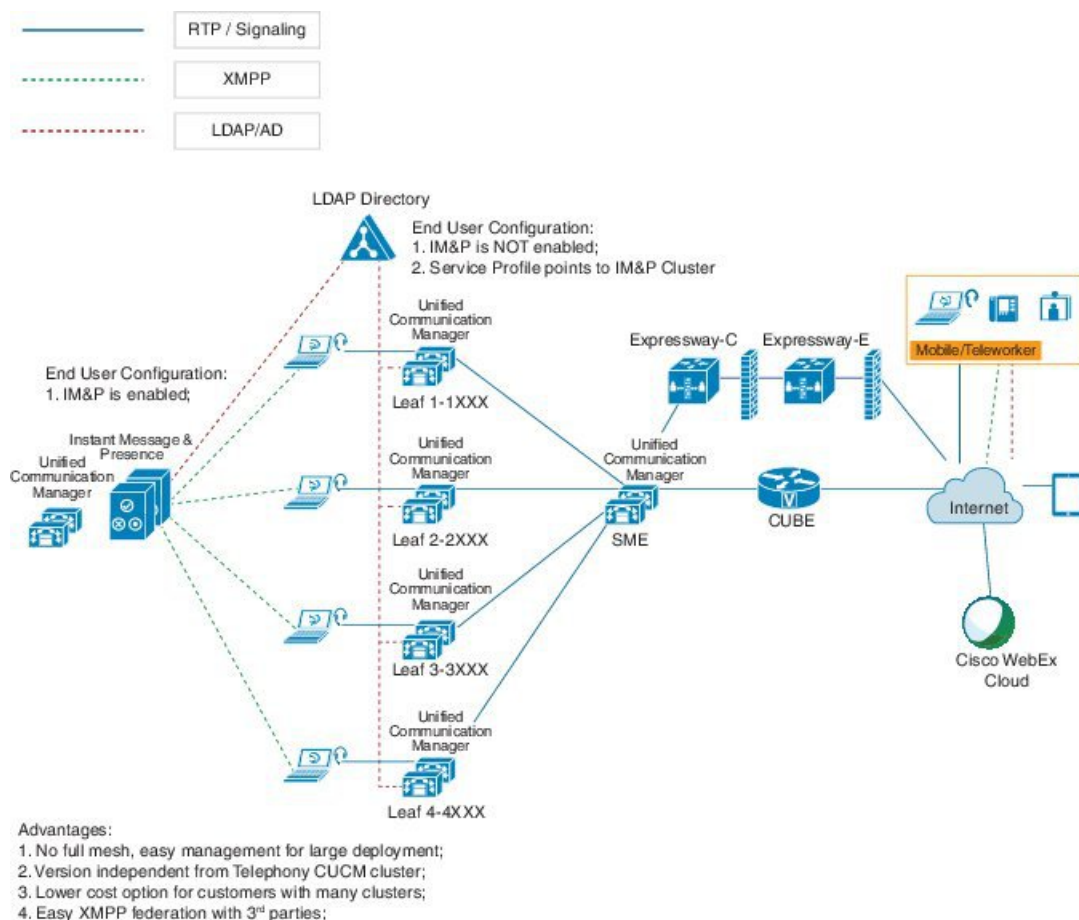 RTP / Signaling
XMPP
LDAP/AD
LDAP Directory
End User Configuration:
1. IM&P is NOT enabled;
2. Service Profile points to IM&P Cluster
Unified
Communication
Manager
Leaf 1-1XXX
End User Configuration:
1. IM&P is enabled;
Instant Message &
Presence
Unified
Communication
Manager
Unified
Communication
Manager
Leaf 2-2XXX
Unified
Communication
Manager
Leaf 3-3XXX
Unified
Communication
Manager
Leaf 4-4XXX
Expressway-C
Expressway-E
Mobile/Teleworker
Unified
Communication
Manager
SME
V
CUBE
Internet
Cisco WebEx
Cloud
Advantages:
1. No full mesh, easy management for large deployment;
2. Version independent from Telephony CUCM cluster;
3. Lower cost option for customers with many clusters;
4. Easy XMPP federation with 3rd parties;